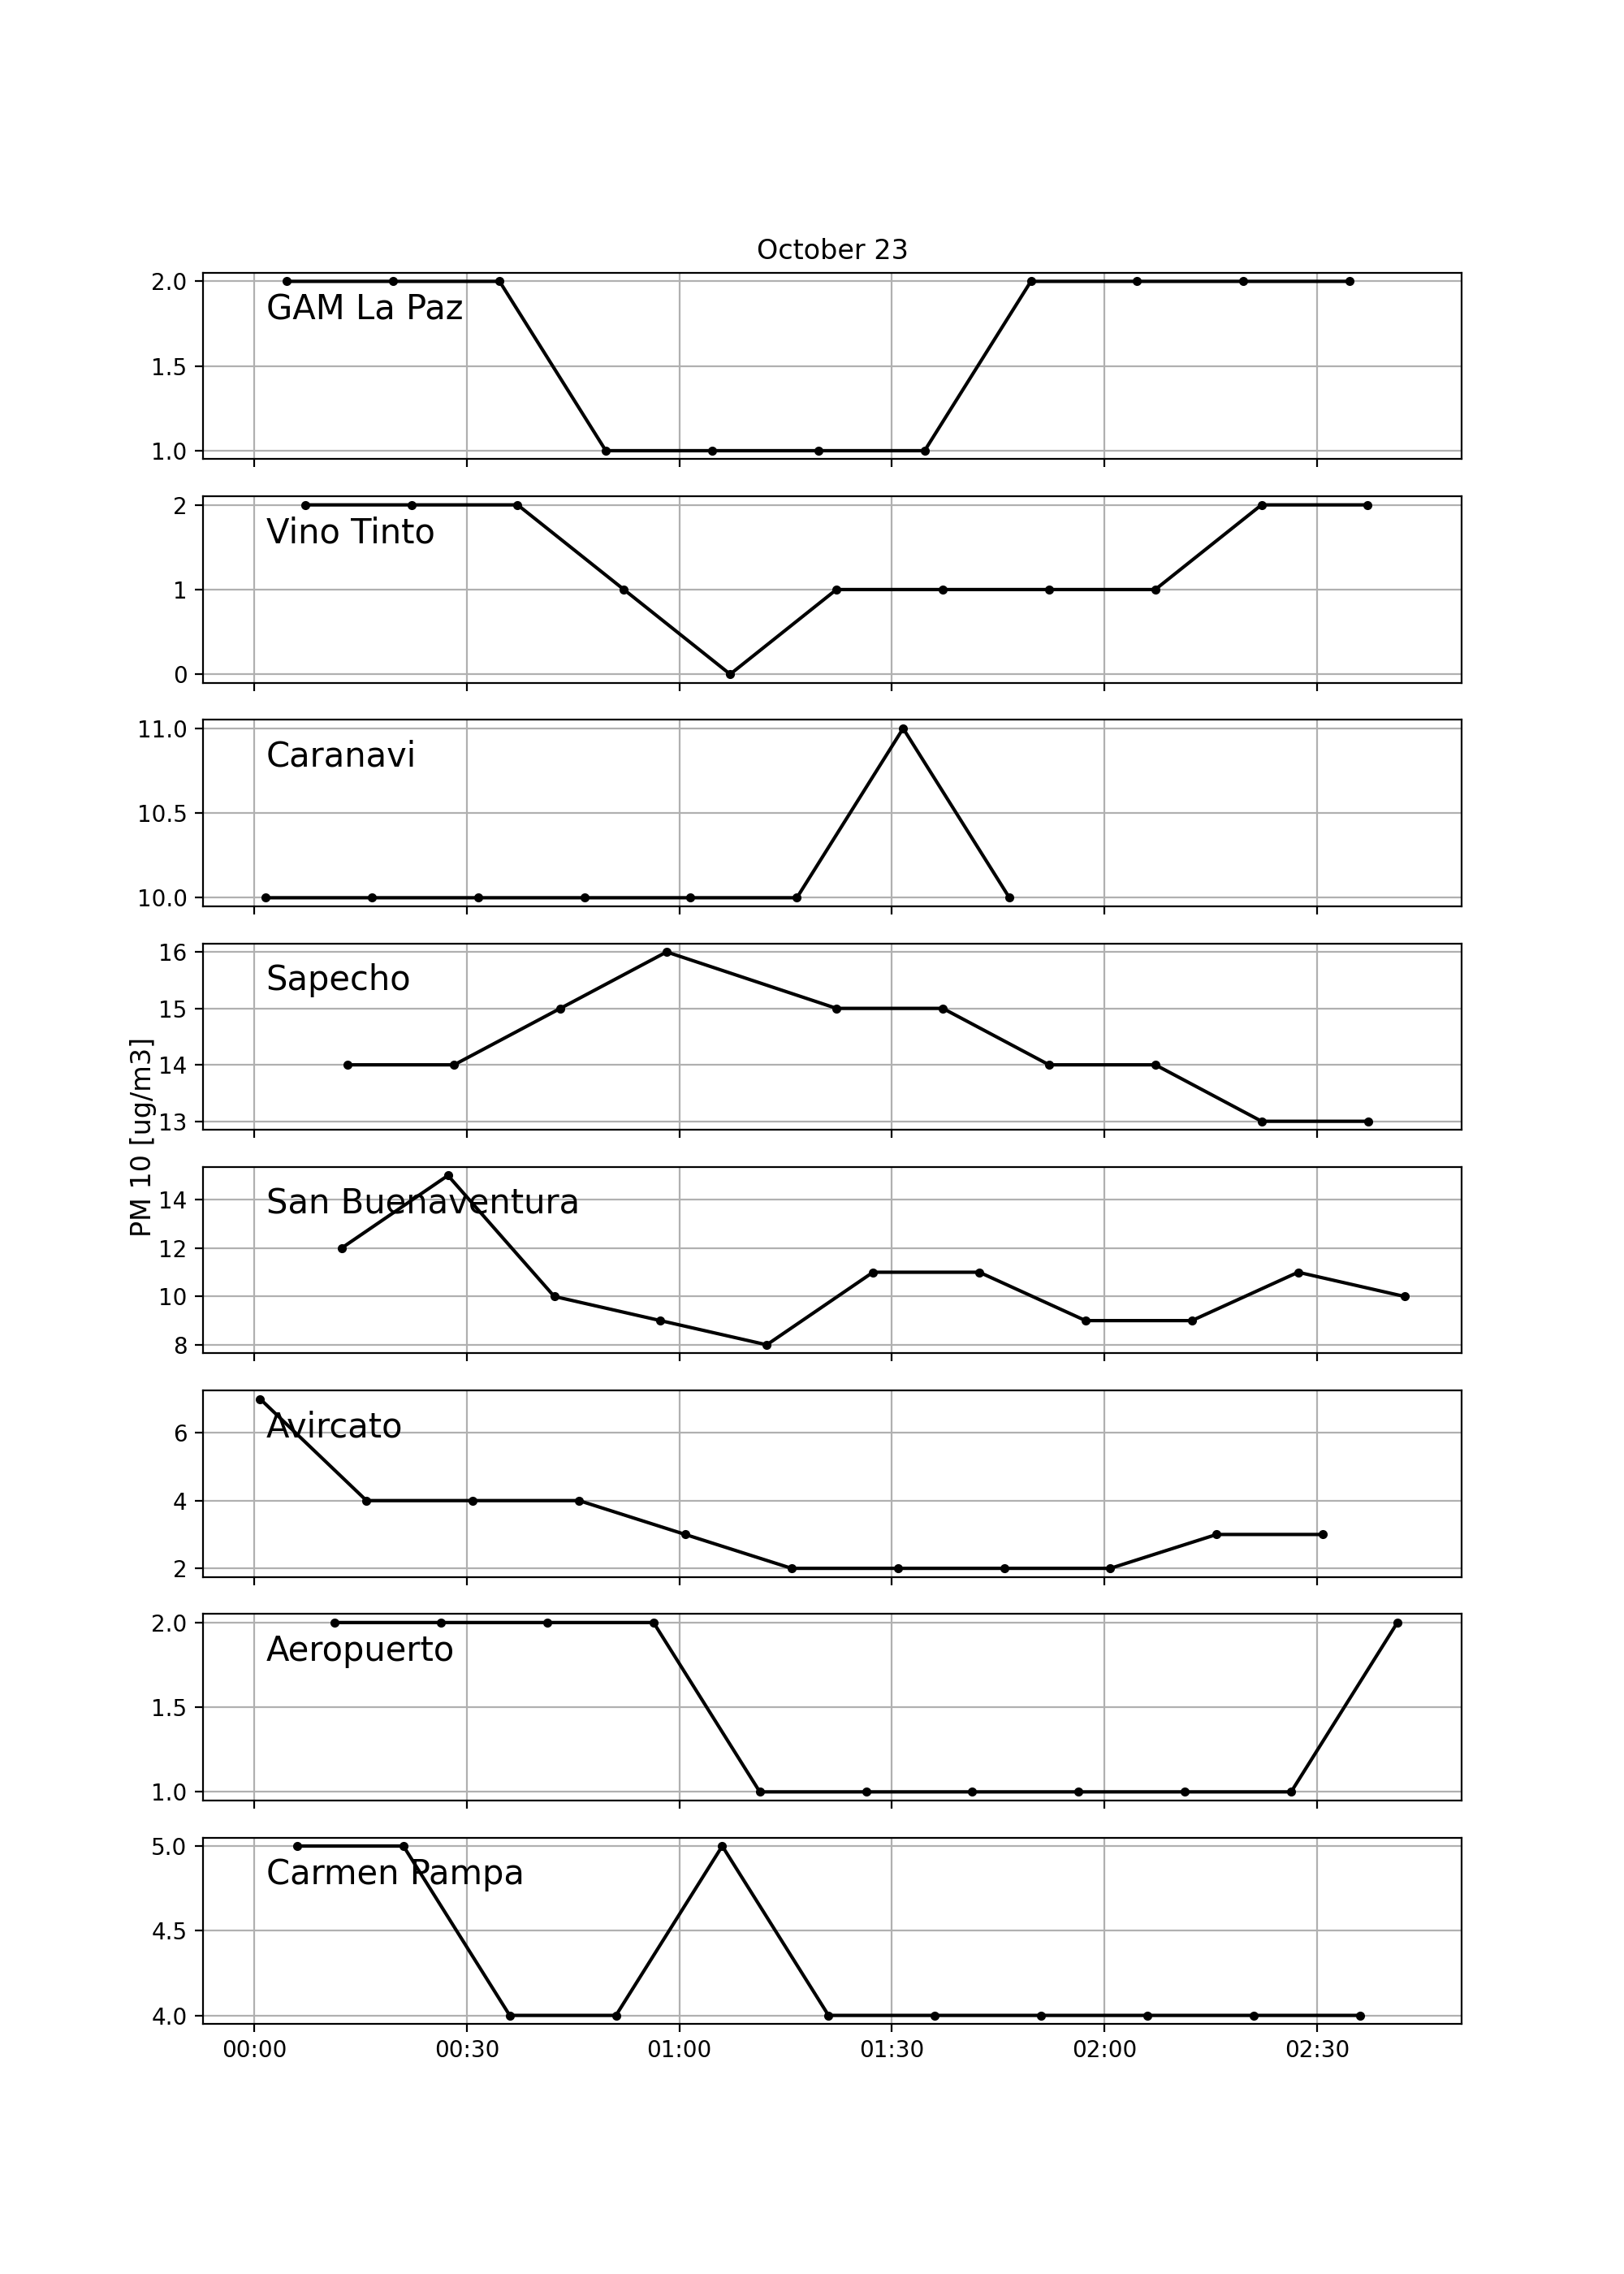 October 23
2.0
GAM La Paz
1.5
1.0
2
Vino Tinto
1
0
11.0
Caranavi
10.5
10.0
16
Sapecho
15
14
13
PM 10 [ug/m3]
14
San Buenaventura
12
10
8
6
Avircato
4
2
2.0
Aeropuerto
1.5
1.0
5.0
Carmen Pampa
4.5
4.0
00:00 00:30 01:00 01:30 02:00 02:30